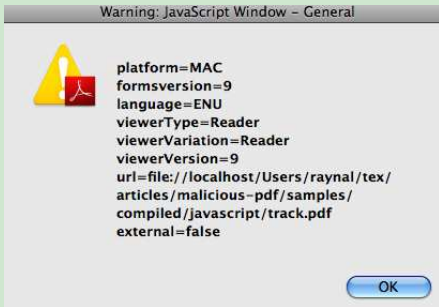 Warning: JavaScript Window – General
platform=MAC
formsversion=9
language=ENU
viewerType=Reader
viewerVariation=Reader
viewerVersion=9
url=file://localhost/Users/raynal/tex/
articles/malicious-pdf/samples/
compiled/javascript/track.pdf
external=false
OK